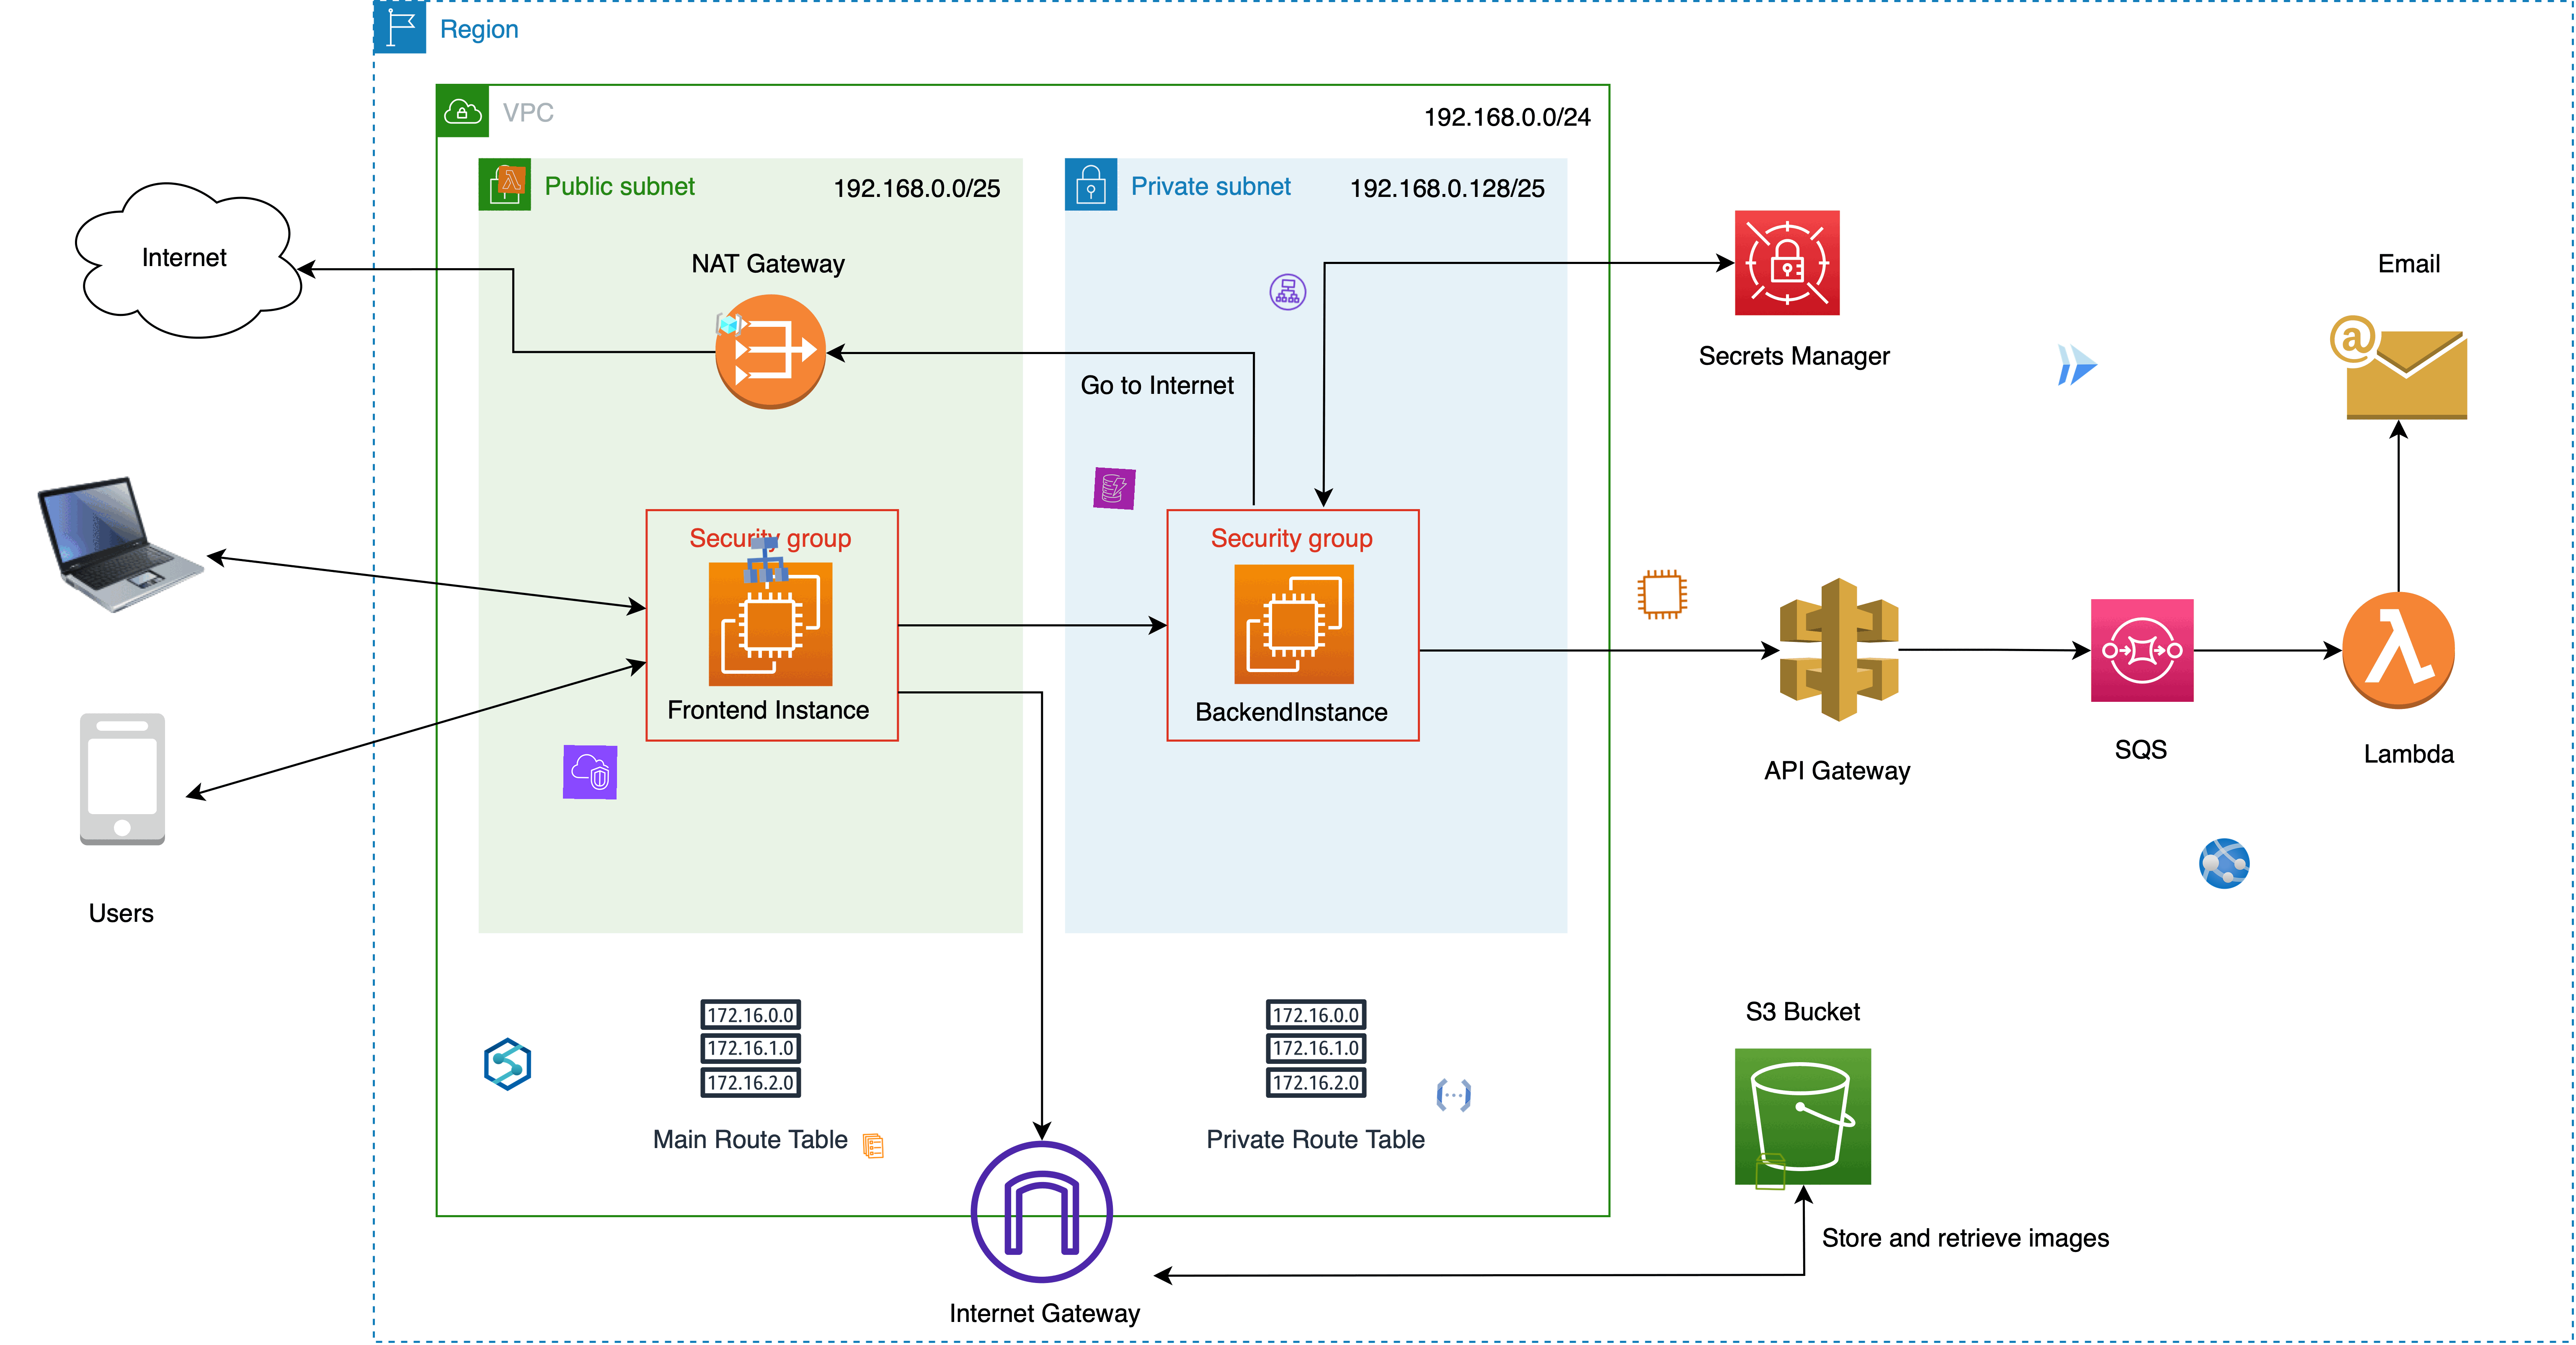 Region
VPC
192.168.0.0/24
Public subnet
192.168.0.0/25
Private subnet
192.168.0.128/25
Internet
NAT Gateway
Go to Internet
Secrets Manager
Email
Security group
Frontend Instance
Security group
BackendInstance
API Gateway
SQS
Lambda
Users
172.16.0.0
172.16.1.0
172.16.2.0
Main Route Table
172.16.0.0
172.16.1.0
172.16.2.0
Private Route Table
S3 Bucket
Store and retrieve images
Internet Gateway